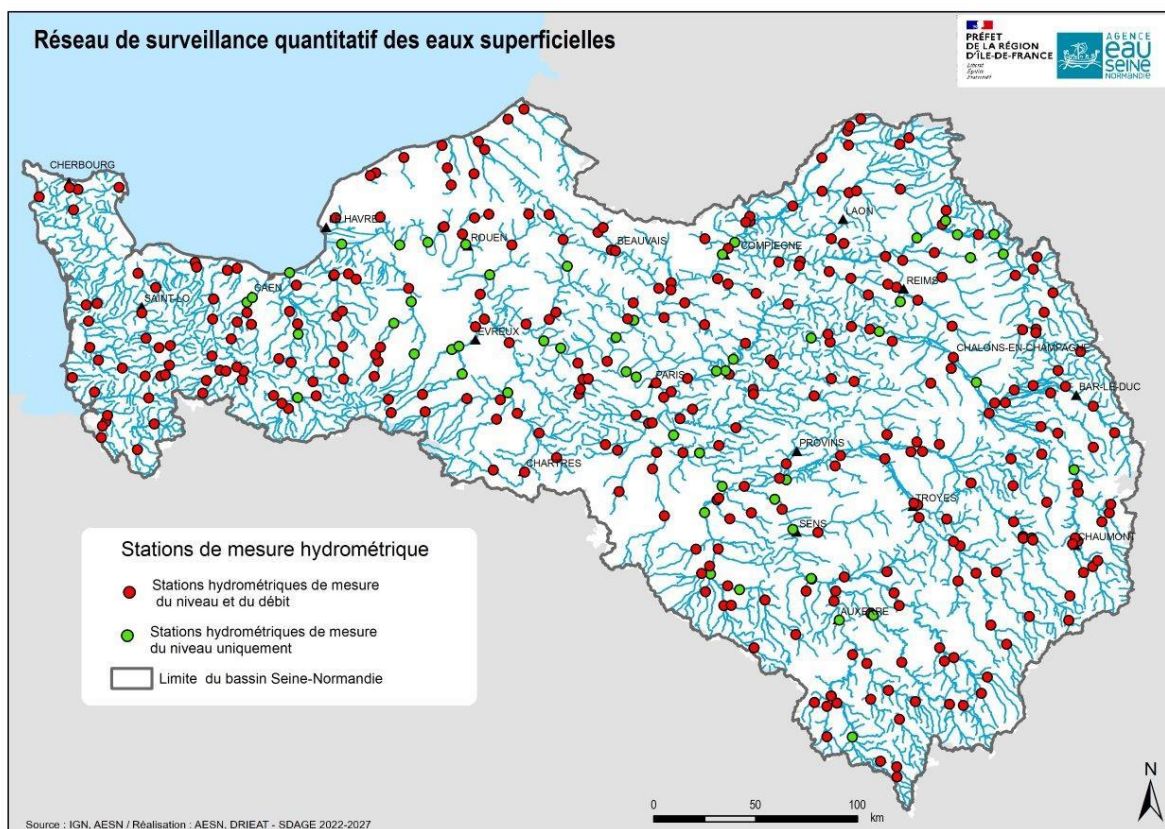 Réseau de surveillance quantitatif des eaux superficielles
PRÉFET
DE LA RÉGION
D'ÎLE-DE-FRANCE
Liberté
Égalité
Fraternité
AGENCE
eau
SEINE
NORMANDIE
CHERBOURG
LE HAVRE
ROUEN
BEAUVAIS
COMPIEGNE
LAON
REIMS
SAINT-LO
CAEN
EVREUX
PARIS
CHALONS-EN-CHAMPAGNE
BAR-LE-DUC
CHARTRES
PROVINS
TROYES
SENS
CHAUMONT
AUXERRE
Stations de mesure hydrométrique
Stations hydrométriques de mesure
du niveau et du débit
Stations hydrométriques de mesure
du niveau uniquement
Limite du bassin Seine-Normandie
0 50 100
km
N
Source : IGN, AESN / Réalisation : AESN, DRIEAT - SDAGE 2022-2027